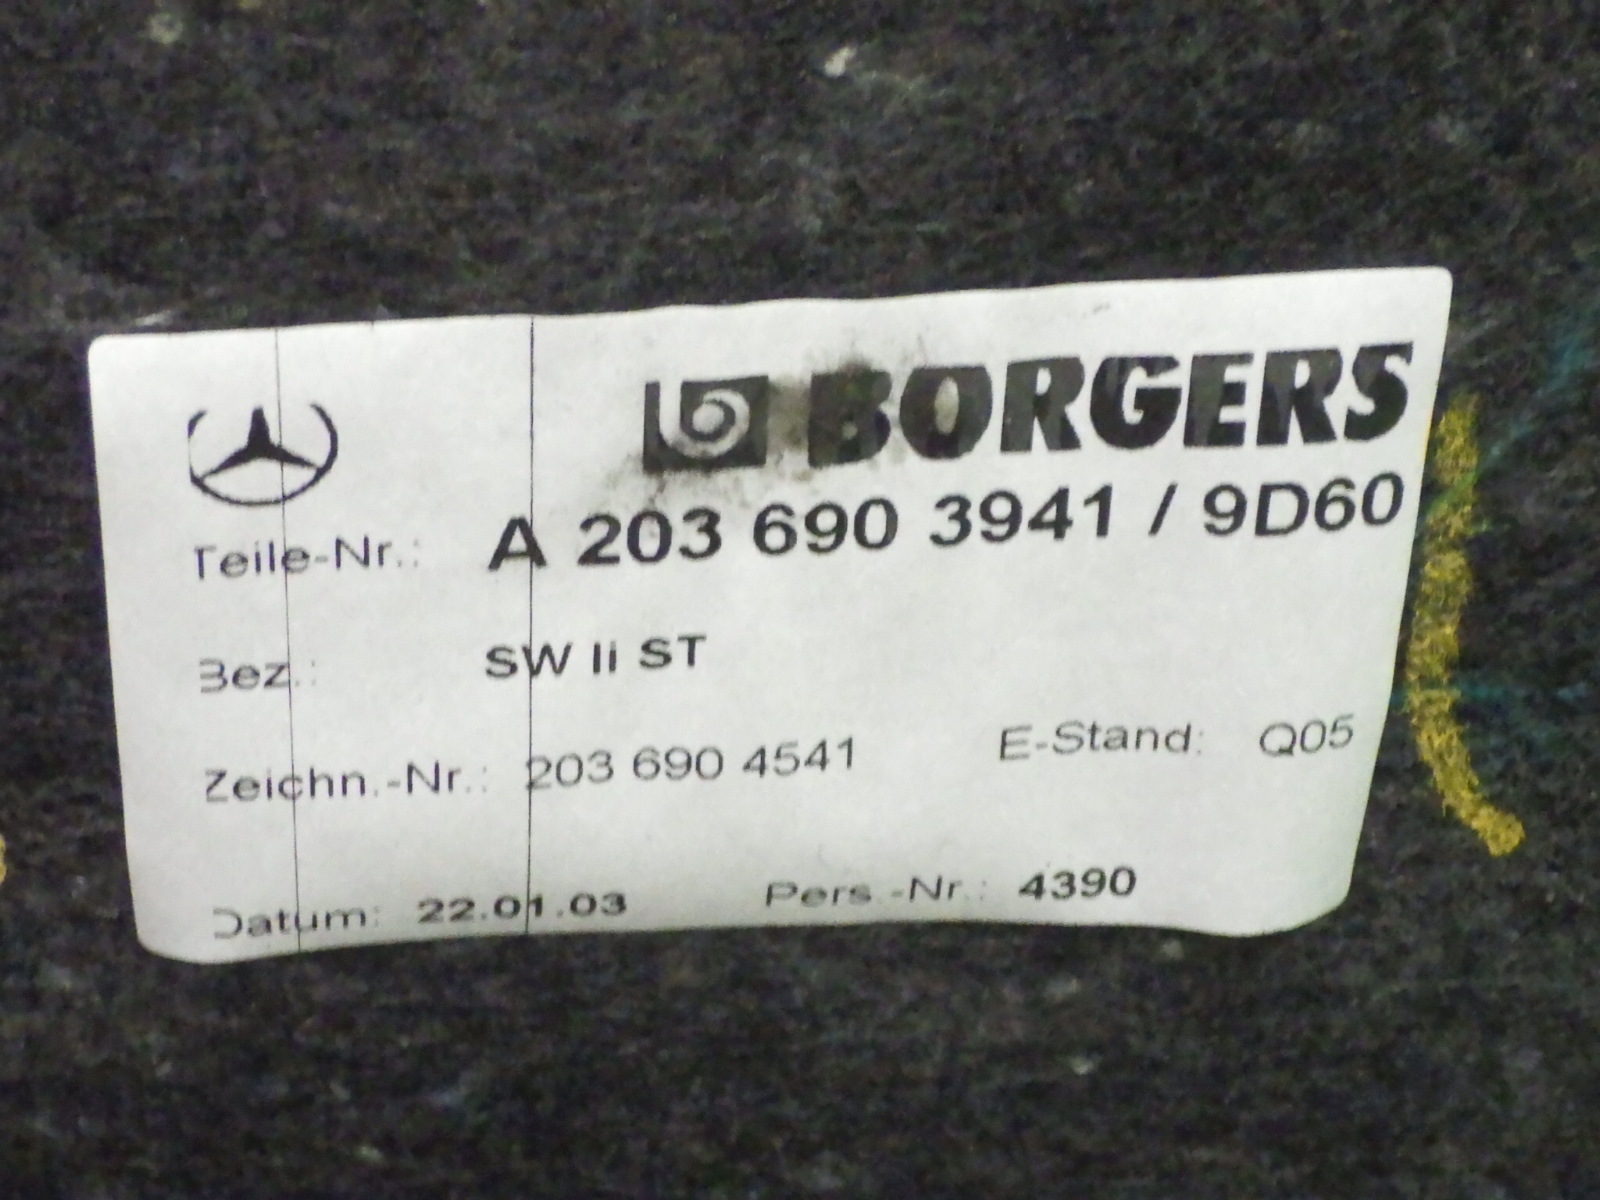 BORGERS
Teile-Nr.: A 203 690 3941 / 9D60
Bez.: SW li ST
Zeichn.-Nr.: 203 690 4541 E-Stand: Q05
Datum: 22.01.03 Pers.-Nr.: 4390